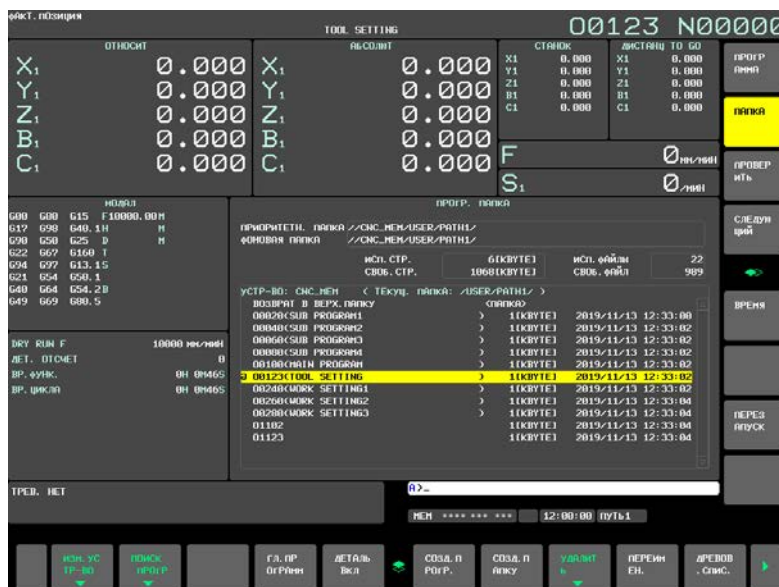 ФАКТ.ПОЗИЦИЯ
TOOL SETTING
O0123 N00000
ОТНОСИТ
АБСОЛЮТ
СТАНОК
ДИСТАНЦ TO GO
X1 0.000 X1 0.000 X1 0.000 X1 0.000
Y1 0.000 Y1 0.000 Y1 0.000 Y1 0.000
Z1 0.000 Z1 0.000 Z1 0.000 Z1 0.000
B1 0.000 B1 0.000 B1 0.000 B1 0.000
C1 0.000 C1 0.000 C1 0.000 C1 0.000
F 0 ММ/МИН
S1 0 /МИН
МОДАЛ
G00 G80 G15 F10000.00 M
G17 G98 G40.1 H M
G90 G50 G25 D M
G22 G67 G160 T
G94 G97 G13.1 S
G21 G54 G50.1
G40 G64 G54.2 B
G49 G69 G80.5
DRY RUN F 10000 ММ/МИН
ДЕТ. ОТСЧЕТ 0
ВР.ФУНК. 0H 0M46S
ВР.ЦИКЛА 0H 0M46S
ПРОГР. ПАПКА
ПРИОРИТЕТН. ПАПКА //CNC_MEM/USER/PATH1/
ФОНОВАЯ ПАПКА //CNC_MEM/USER/PATH1/
ИСП.СТР. 6[KBYTE] ИСП.ФАЙЛЫ 22
СВОБ.СТР. 1068[KBYTE] СВОБ.ФАЙЛ 989
УСТР-ВО: CNC_MEM ( ТЕКУЩ. ПАПКА: /USER/PATH1/ )
ВОЗВРАТ В ВЕРХ.ПАПКУ <ПАПКА>
O0020(SUB PROGRAM1 ) 1[KBYTE] 2019/11/13 12:33:00
O0040(SUB PROGRAM2 ) 1[KBYTE] 2019/11/13 12:33:02
O0060(SUB PROGRAM3 ) 1[KBYTE] 2019/11/13 12:33:02
O0080(SUB PROGRAM4 ) 1[KBYTE] 2019/11/13 12:33:02
O0100(MAIN PROGRAM ) 1[KBYTE] 2019/11/13 12:33:02
O0123(TOOL SETTING ) 1[KBYTE] 2019/11/13 12:33:02
O0240(WORK SETTING1 ) 1[KBYTE] 2019/11/13 12:33:02
O0260(WORK SETTING2 ) 1[KBYTE] 2019/11/13 12:33:04
O0280(WORK SETTING3 ) 1[KBYTE] 2019/11/13 12:33:04
O1102 1[KBYTE] 2019/11/13 12:33:04
O1123 1[KBYTE] 2019/11/13 12:33:04
ТРЕВ. НЕТ
A>_
MEM **** *** *** 12:00:00 ПУТЬ1
ПРОГР
АММА
ПАПКА
ПРОВЕР
ИТЬ
СЛЕДУЮ
ЩИЙ
ВРЕМЯ
ПЕРЕЗ
АПУСК
ИЗМ.УС
ТР-ВО
ПОИСК
ПРОГР
ГЛ.ПР
ОГРАММ
ДЕТАЛЬ
ВКЛ
СОЗД.П
РОГР.
СОЗД.П
АПКУ
УДАЛИТ
Ь
ПЕРЕИМ
ЕН.
ДРЕВОВ
.СПИС.